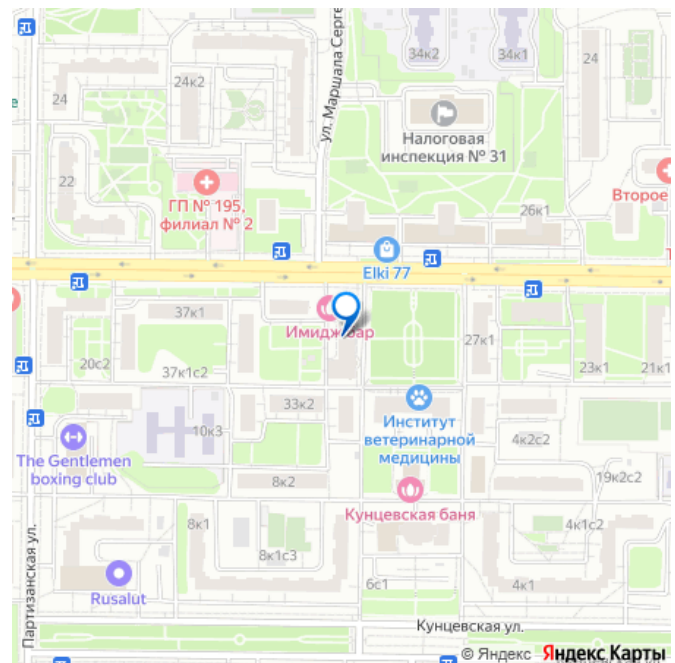 34к2
34к1
24
24к2
24
ул. Маршала Серге
Налоговая
инспекция № 31
22
ГП № 195,
филиал № 2
Второе
26к1
Elki 77
37к1
Имиджбар
27к1
20с2
37к1с2
23к1
21к1
33к2
10к3
Институт
ветеринарной
медицины
4к2с2
The Gentlemen
boxing club
8к2
19к2с2
Кунцевская баня
8к1
8к1с3
4к1с2
Партизанская ул.
Rusalut
6с1
4к1
Кунцевская ул.
© Яндекс Яндекс Карты